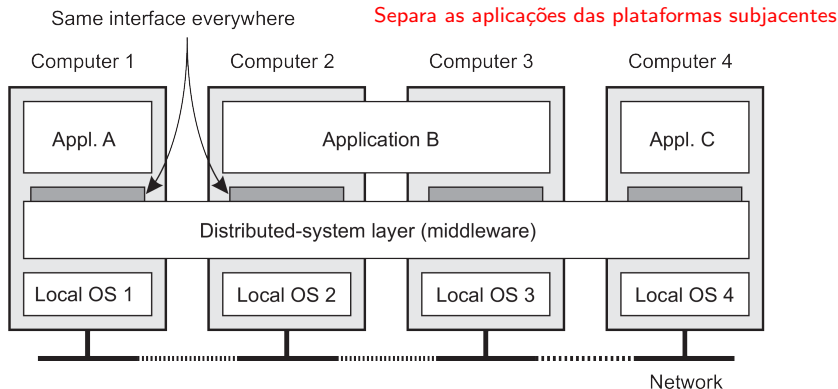 Same interface everywhere
Separa as aplicações das plataformas subjacentes
Computer 1
Computer 2
Computer 3
Computer 4
Appl. A
Application B
Appl. C
Distributed-system layer (middleware)
Local OS 1
Local OS 2
Local OS 3
Local OS 4
Network